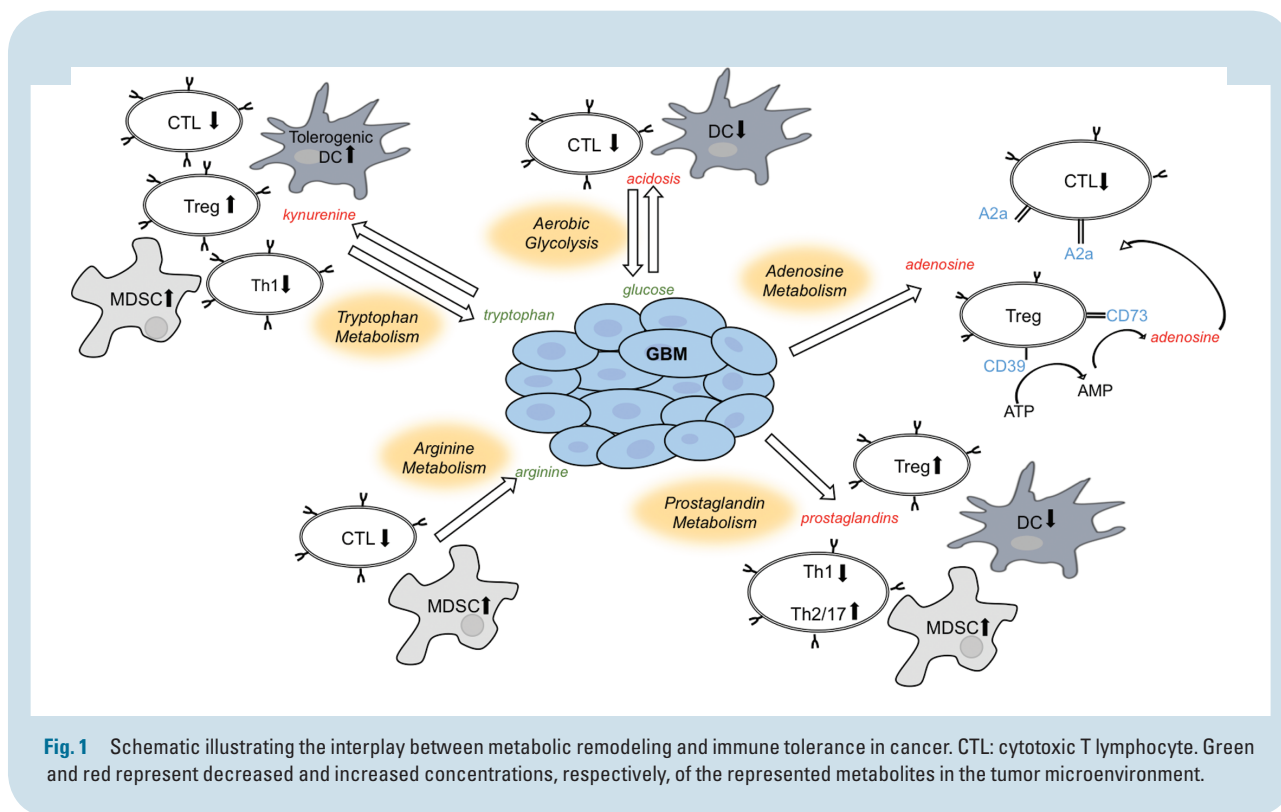 CTL
Tolerogenic
DC
Treg
kynurenine
MDSC
Th1
Tryptophan
Metabolism
tryptophan
CTL
DC
acidosis
Aerobic
Glycolysis
glucose
GBM
Adenosine
Metabolism
adenosine
CTL
A2a
A2a
Treg
CD73
CD39
adenosine
AMP
ATP
Arginine
Metabolism
arginine
CTL
MDSC
Prostaglandin
Metabolism
prostaglandins
Treg
DC
Th1
Th2/17
MDSC
Fig. 1 Schematic illustrating the interplay between metabolic remodeling and immune tolerance in cancer. CTL: cytotoxic T lymphocyte. Green
and red represent decreased and increased concentrations, respectively, of the represented metabolites in the tumor microenvironment.